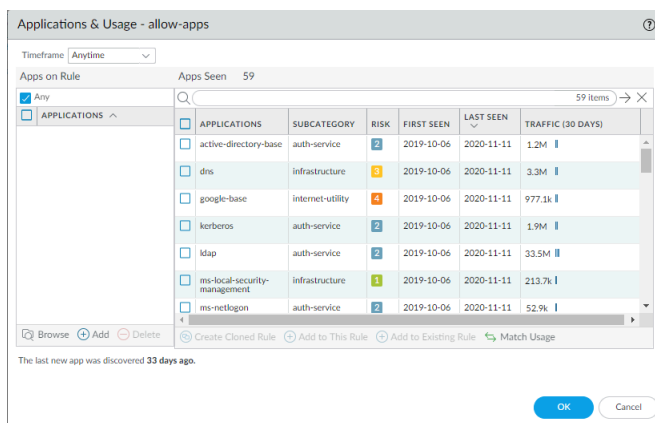 Applications & Usage - allow-apps
Timeframe Anytime
Apps on Rule Apps Seen 59
Any 59 items
APPLICATIONS APPLICATIONS SUBCATEGORY RISK FIRST SEEN LAST SEEN TRAFFIC (30 DAYS)
active-directory-base auth-service 2 2019-10-06 2020-11-11 1.2M
dns infrastructure 3 2019-10-06 2020-11-11 3.3M
google-base internet-utility 4 2019-10-06 2020-11-11 977.1k
kerberos auth-service 2 2019-10-06 2020-11-11 1.9M
ldap auth-service 2 2019-10-06 2020-11-11 33.5M
ms-local-security-management infrastructure 1 2019-10-06 2020-11-11 213.7k
ms-netlogon auth-service 2 2019-10-06 2020-11-11 52.9k
Browse Add Delete Create Cloned Rule Add to This Rule Add to Existing Rule Match Usage
The last new app was discovered 33 days ago.
OK Cancel